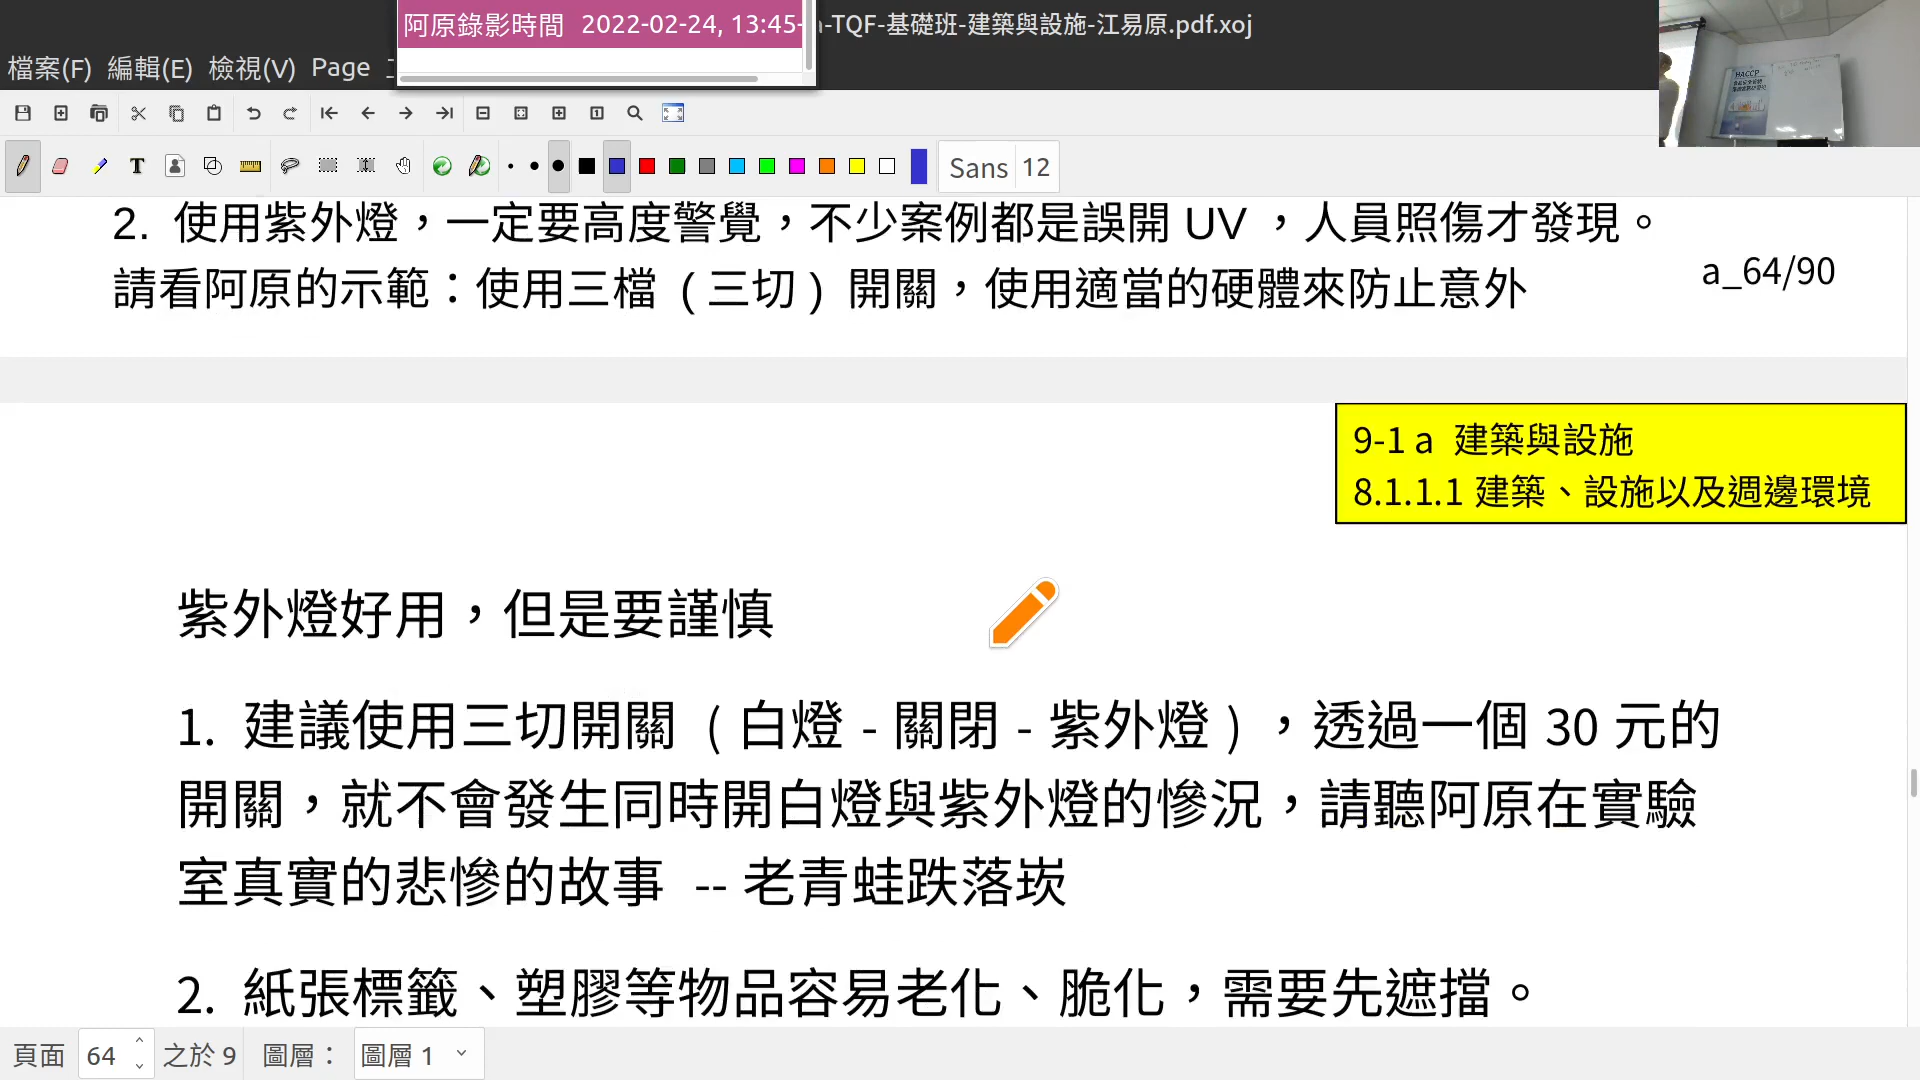 阿原錄影時間 2022-02-24, 13:45-
-TQF-基礎班-建築與設施-江易原.pdf.xoj
檔案(F) 編輯(E) 檢視(V) Page
HACCP
T Sans 12
2. 使用紫外燈，一定要高度警覺，不少案例都是誤開 UV ，人員照傷才發現。
請看阿原的示範：使用三檔（三切）開關，使用適當的硬體來防止意外
a_64/90
9-1 a 建築與設施
8.1.1.1 建築、設施以及週邊環境
紫外燈好用，但是要謹慎
1. 建議使用三切開關（白燈 - 關閉 - 紫外燈），透過一個 30 元的
開關，就不會發生同時開白燈與紫外燈的慘況，請聽阿原在實驗
室真實的悲慘的故事 -- 老青蛙跌落崁
2. 紙張標籤、塑膠等物品容易老化、脆化，需要先遮擋。
頁面 64 之於 9 圖層： 圖層 1